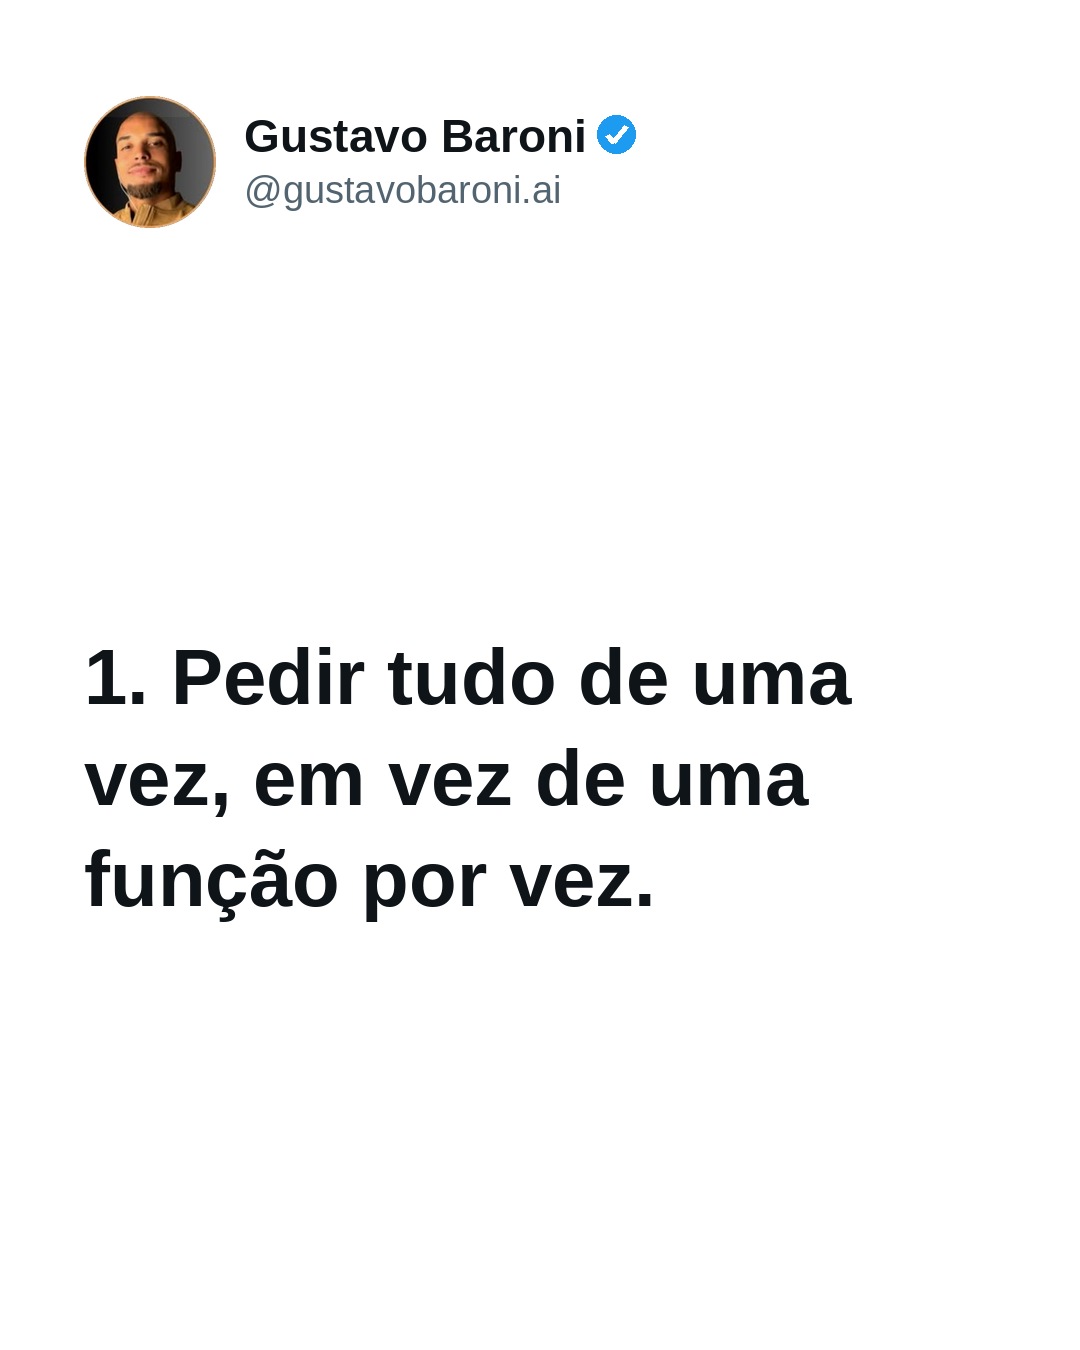 Gustavo Baroni
@gustavobaroni.ai
1. Pedir tudo de uma
vez, em vez de uma
função por vez.